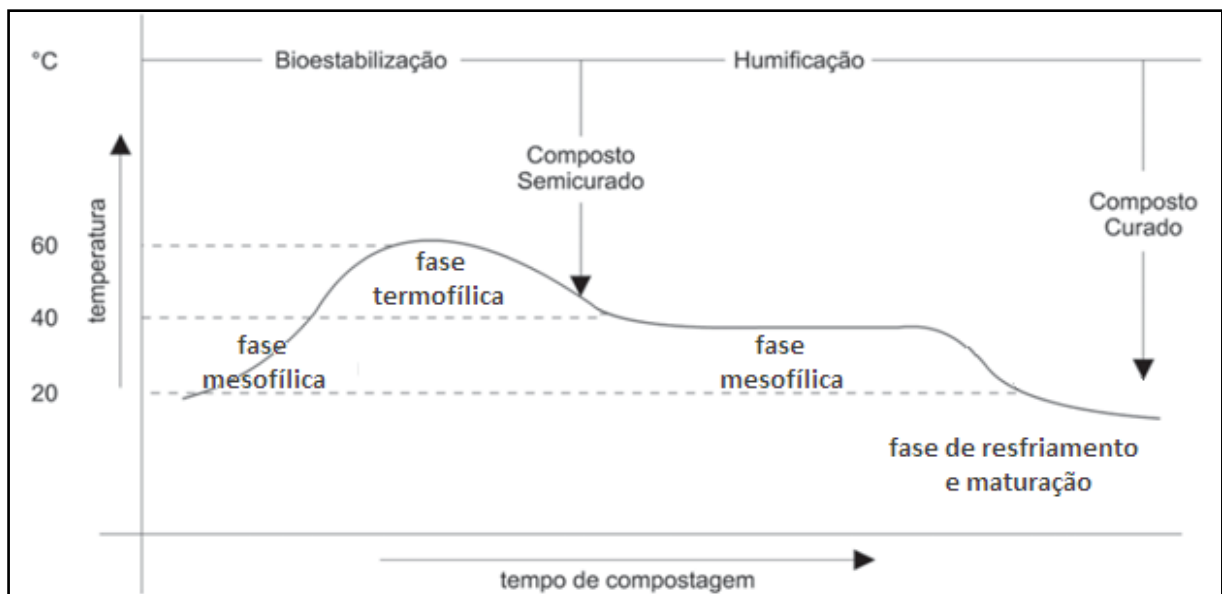 °C
Bioestabilização
Humificação
Composto
Semicurado
Composto
Curado
temperatura
60
fase
termofílica
40
fase
mesofílica
fase
mesofílica
20
fase de resfriamento
e maturação
tempo de compostagem